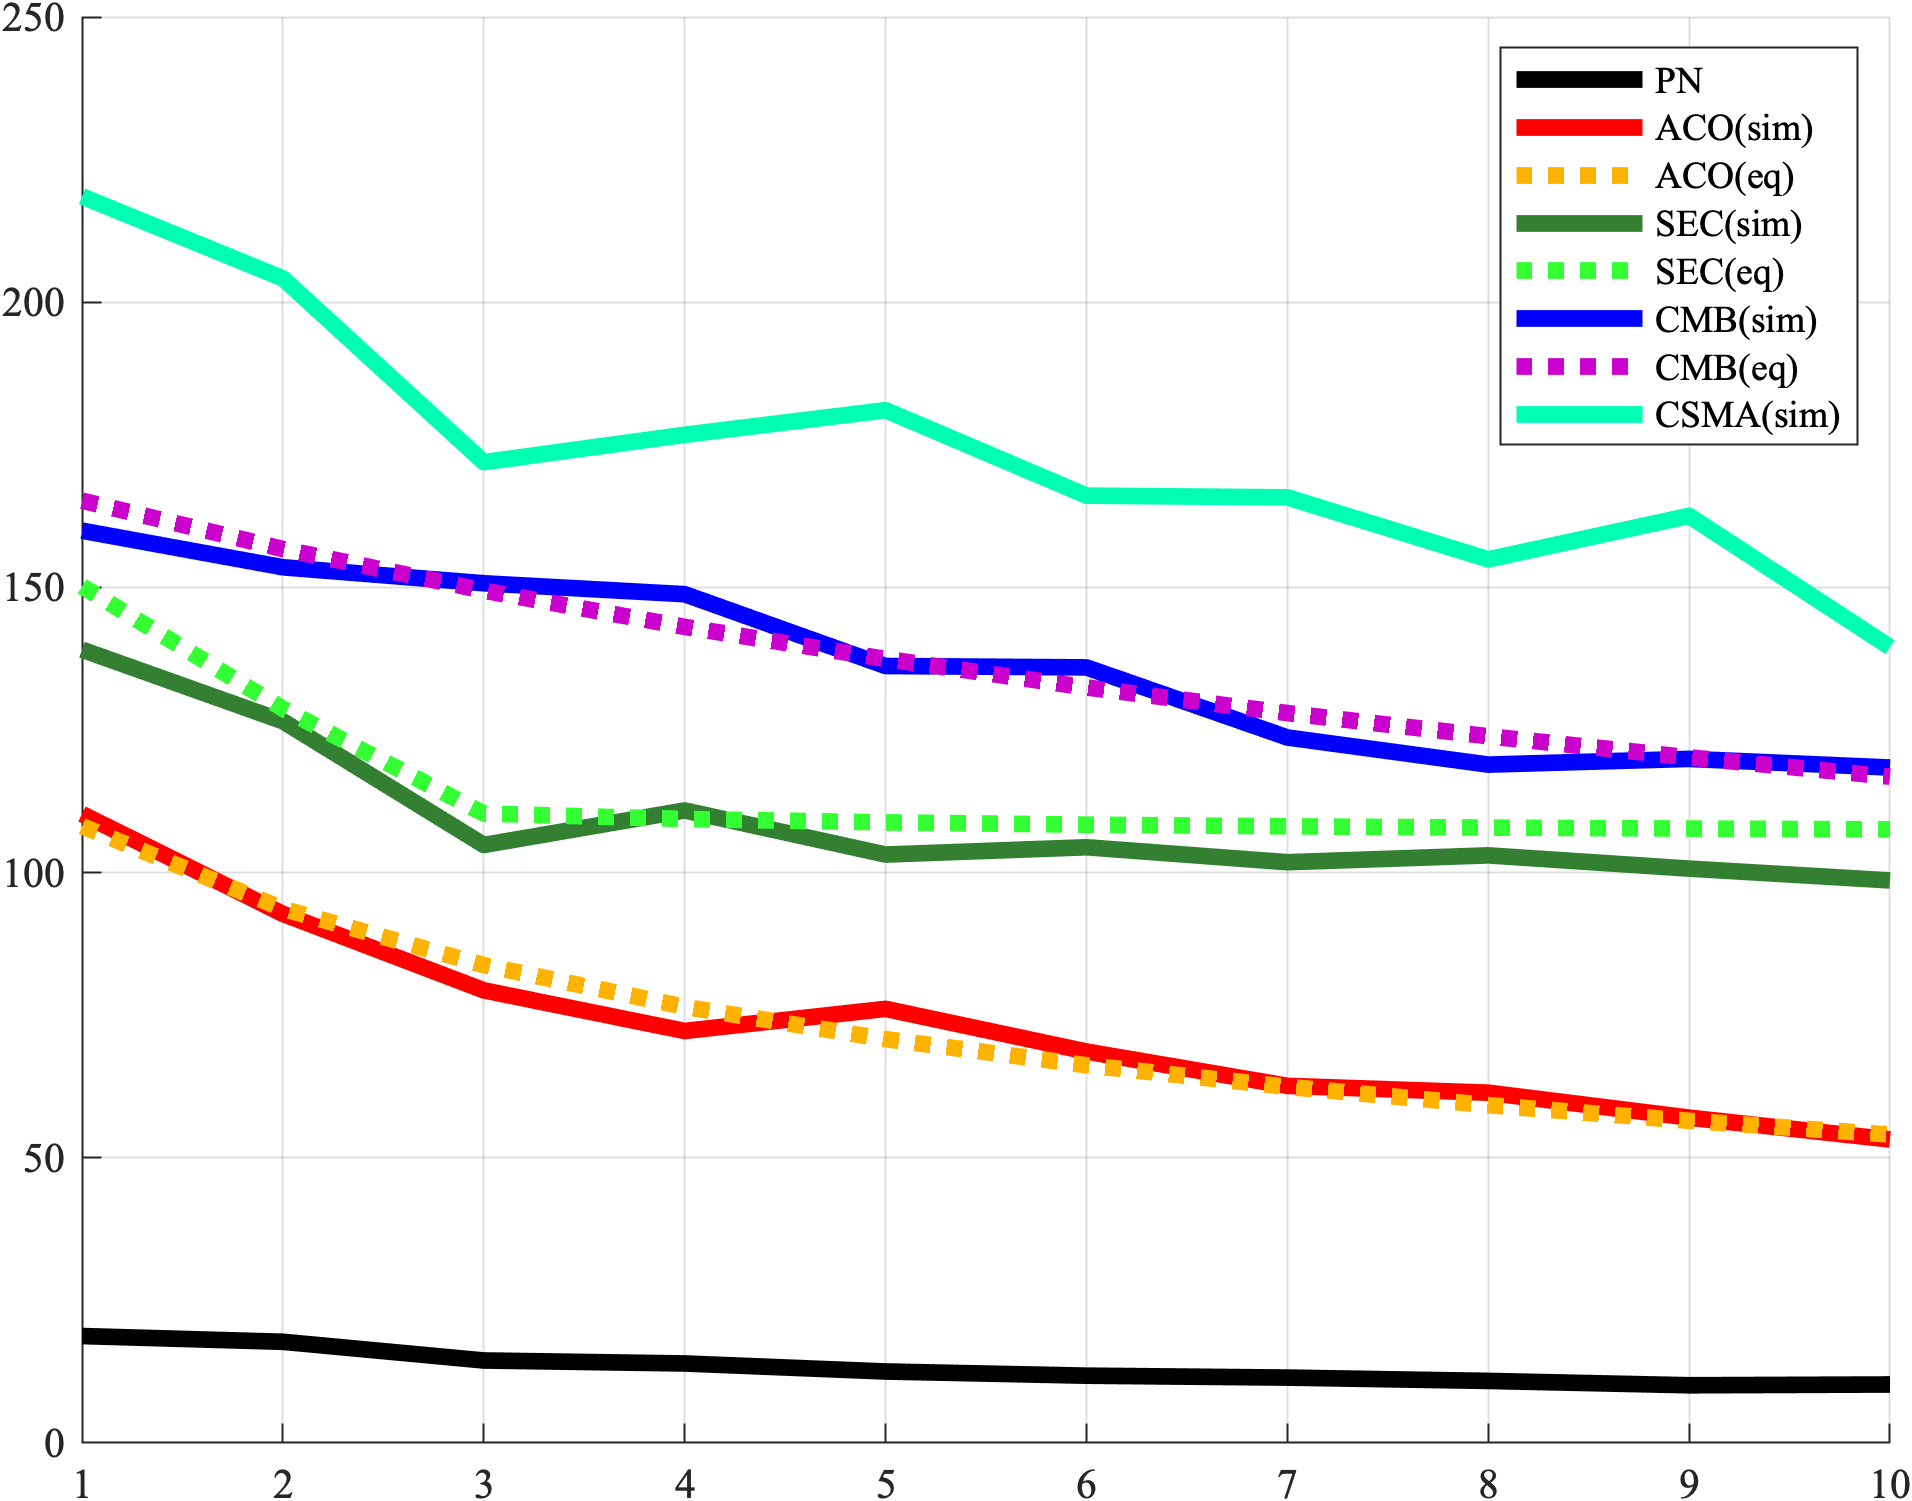 250
200
150
100
50
0
1 2 3 4 5 6 7 8 9 10
PN
ACO(sim)
ACO(eq)
SEC(sim)
SEC(eq)
CMB(sim)
CMB(eq)
CSMA(sim)